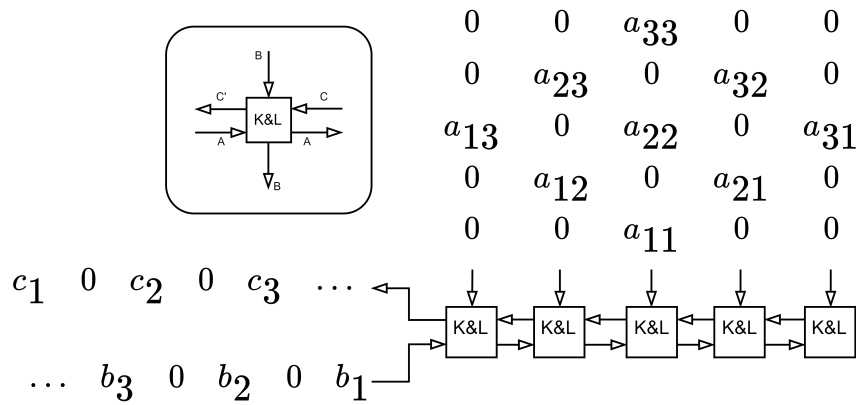 0 0 a33 0 0
0 a23 0 a32 0
a13 0 a22 0 a31
0 a12 0 a21 0
0 0 a11 0 0
B
C' C
K&L
A A
B
c1 0 c2 0 c3 ...
K&L K&L K&L K&L K&L
... b3 0 b2 0 b1